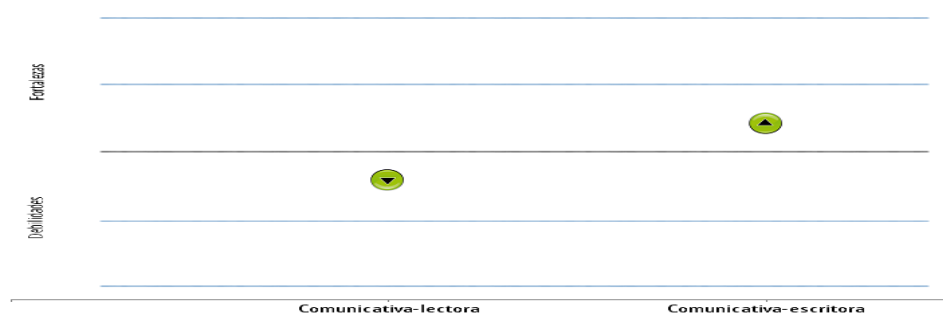 Fortalezas
Debilidades
Comunicativa-lectora
Comunicativa-escritora